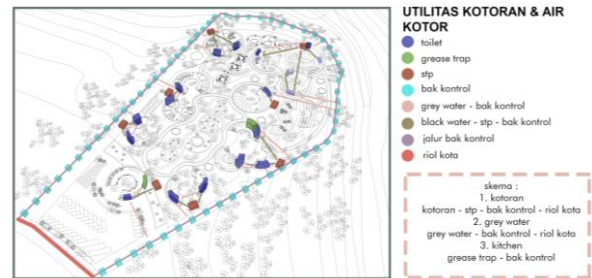 UTILITAS KOTORAN & AIR
KOTOR
toilet
grease trap
stp
bak kontrol
grey water - bak kontrol
black water - stp - bak kontrol
jalur bak kontrol
riol kota
skema :
1. kotoran
kotoran - stp - bak kontrol - riol kota
2. grey water
grey water - bak kontrol - riol kota
3. kitchen
grease trap - bak kontrol